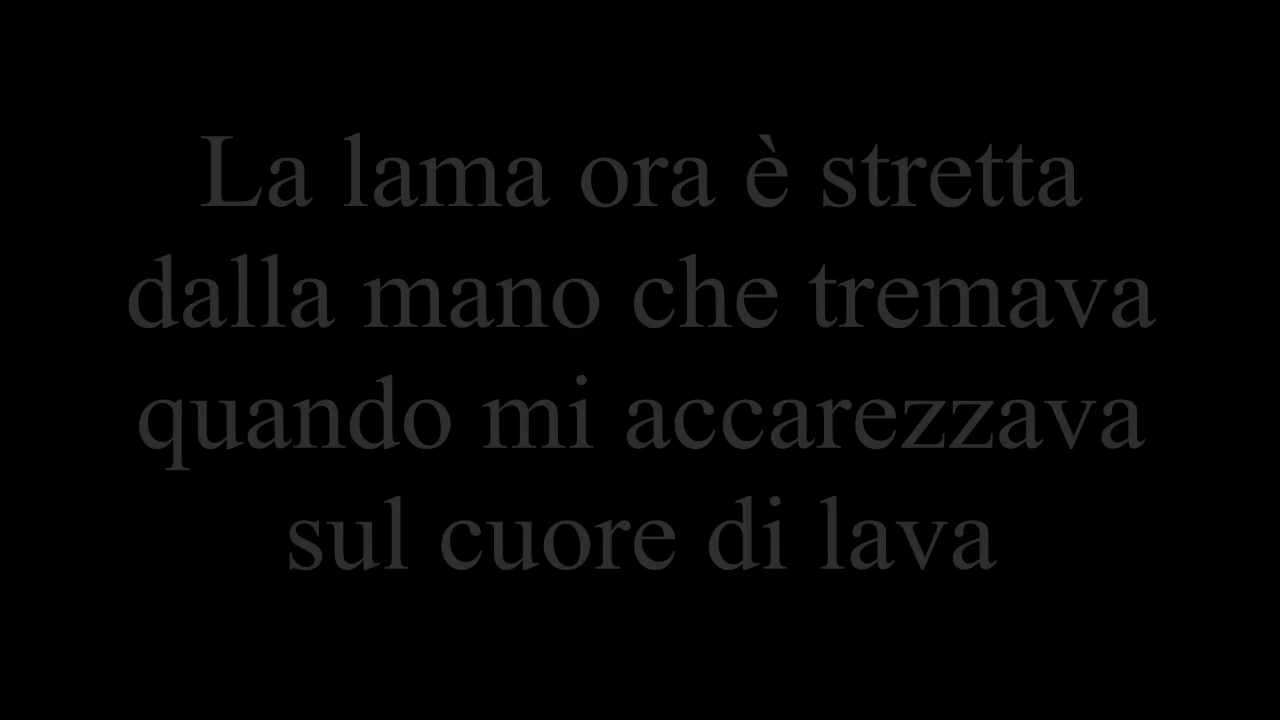 La lama ora è stretta
dalla mano che tremava
quando mi accarezzava
sul cuore di lava